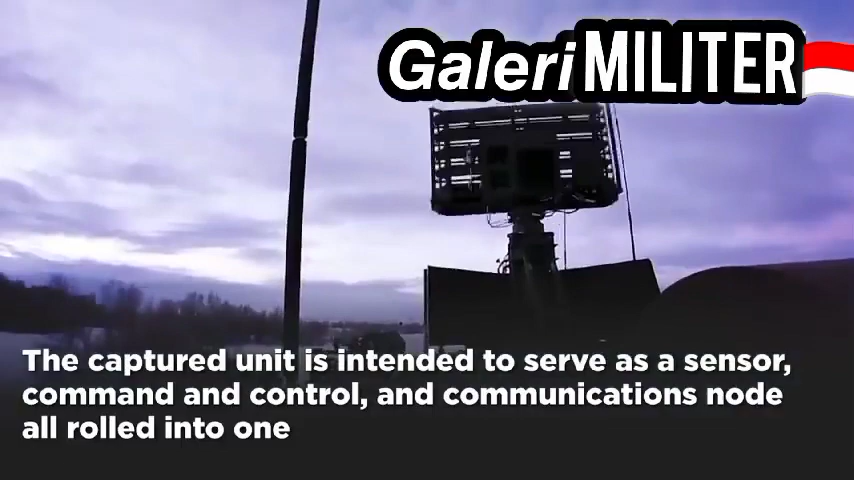 GaleriMILITER
The captured unit is intended to serve as a sensor,
command and control, and communications node
all rolled into one